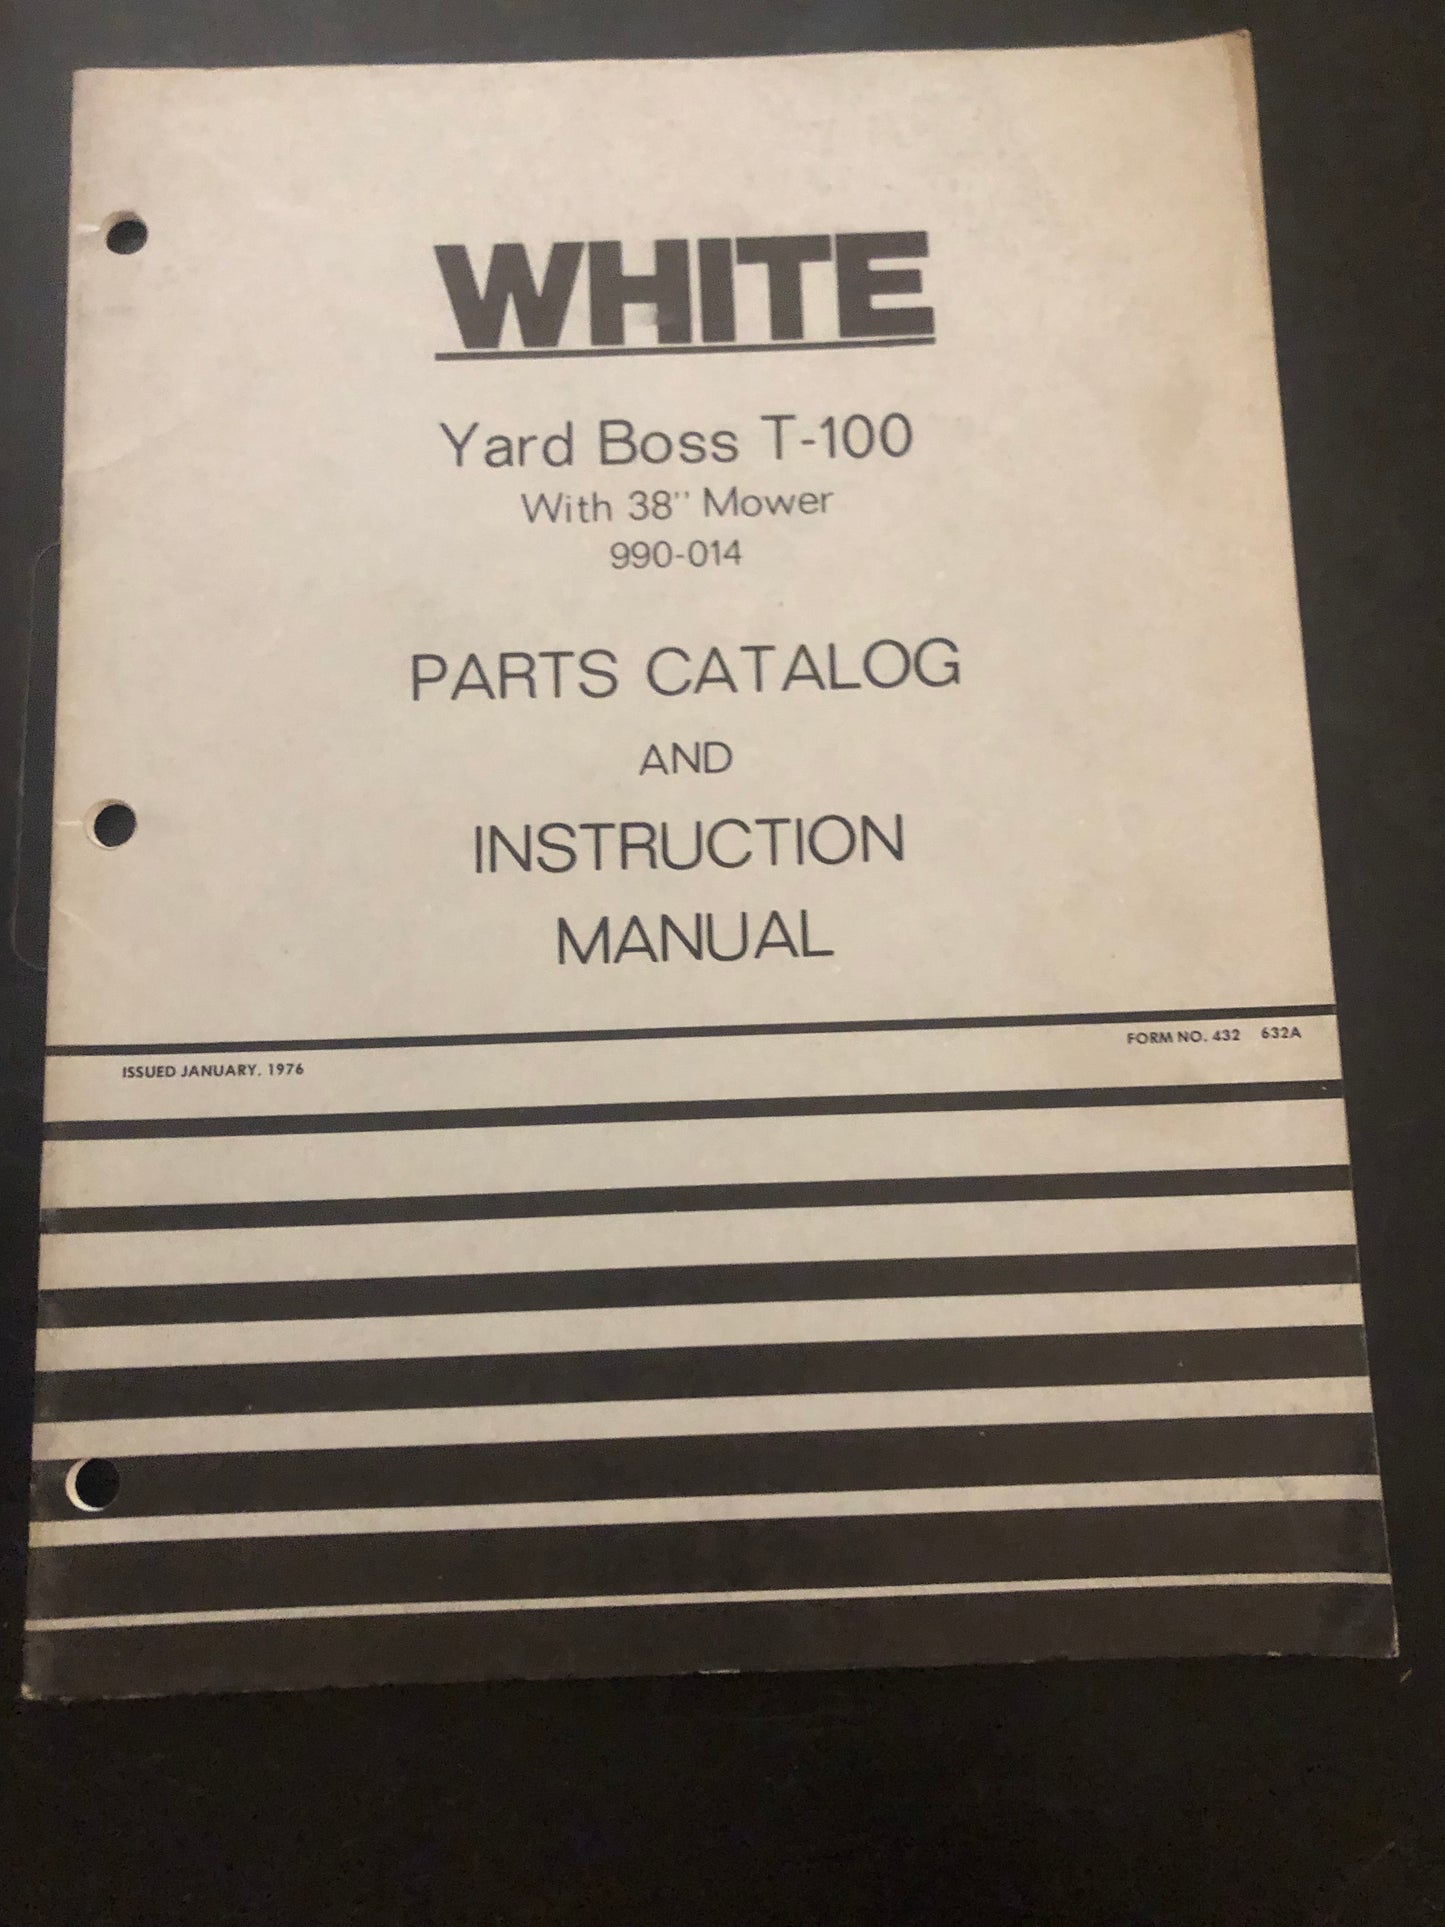 WHITE
Yard Boss T-100
With 38" Mower
990-014
PARTS CATALOG
AND
INSTRUCTION
MANUAL
ISSUED JANUARY, 1976
FORM NO. 432 632A